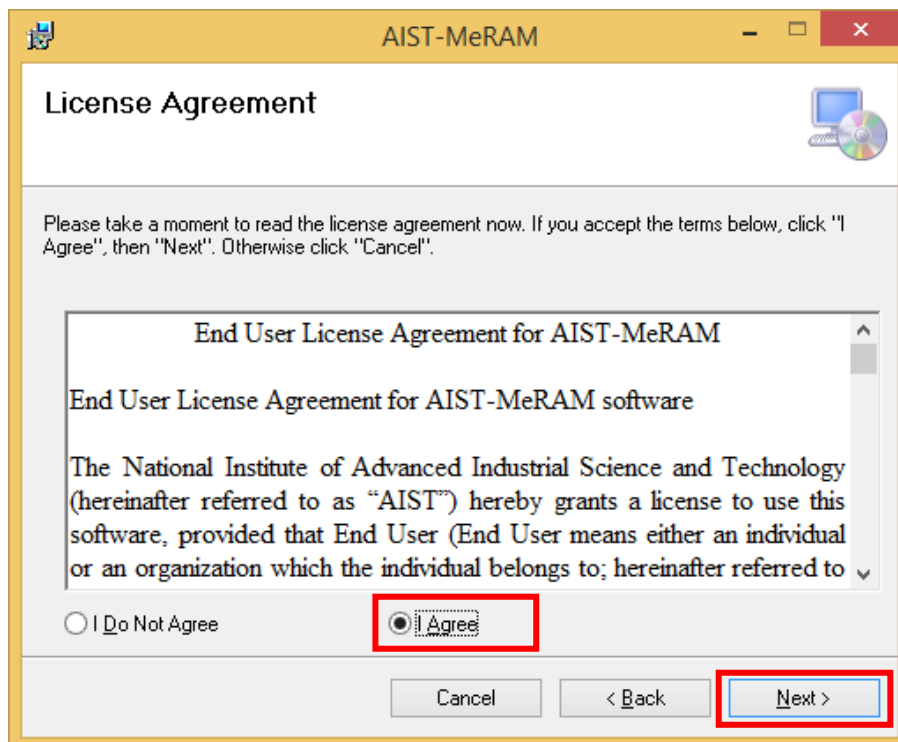 AIST-MeRAM
License Agreement
Please take a moment to read the license agreement now. If you accept the terms below, click "I
Agree", then "Next". Otherwise click "Cancel".
End User License Agreement for AIST-MeRAM
End User License Agreement for AIST-MeRAM software
The National Institute of Advanced Industrial Science and Technology
(hereinafter referred to as “AIST”) hereby grants a license to use this
software, provided that End User (End User means either an individual
or an organization which the individual belongs to; hereinafter referred to
I Do Not Agree
I Agree
Cancel
< Back
Next >